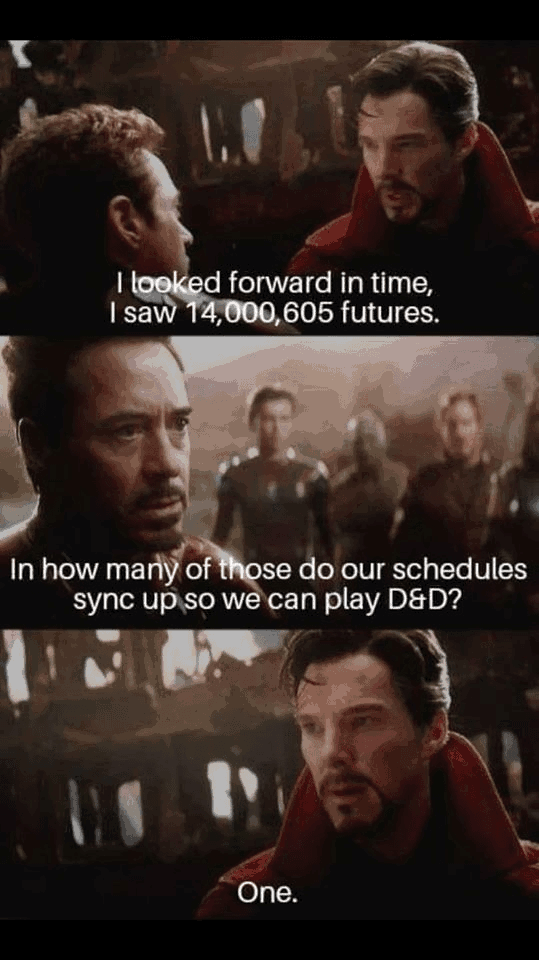 I looked forward in time,
I saw 14,000,605 futures.
In how many of those do our schedules
sync up so we can play D&D?
One.